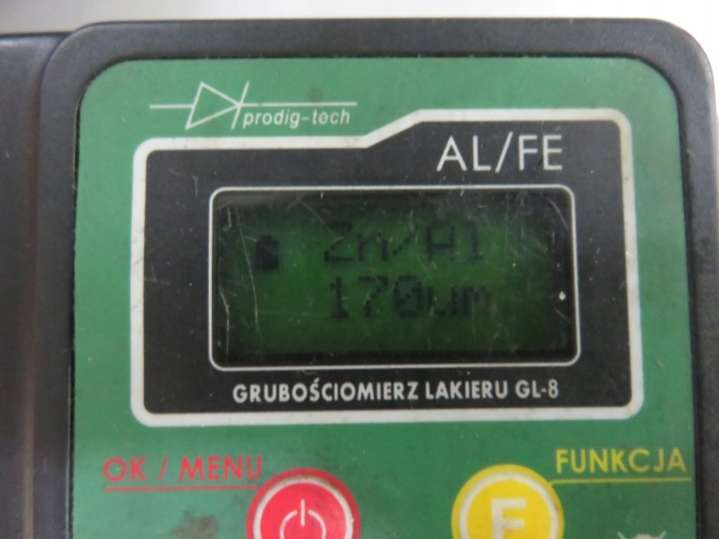 prodig-tech
AL/FE
Zn/Al
170um
GRUBOŚCIOMIERZ LAKIERU GL-8
OK / MENU
FUNKCJA
F